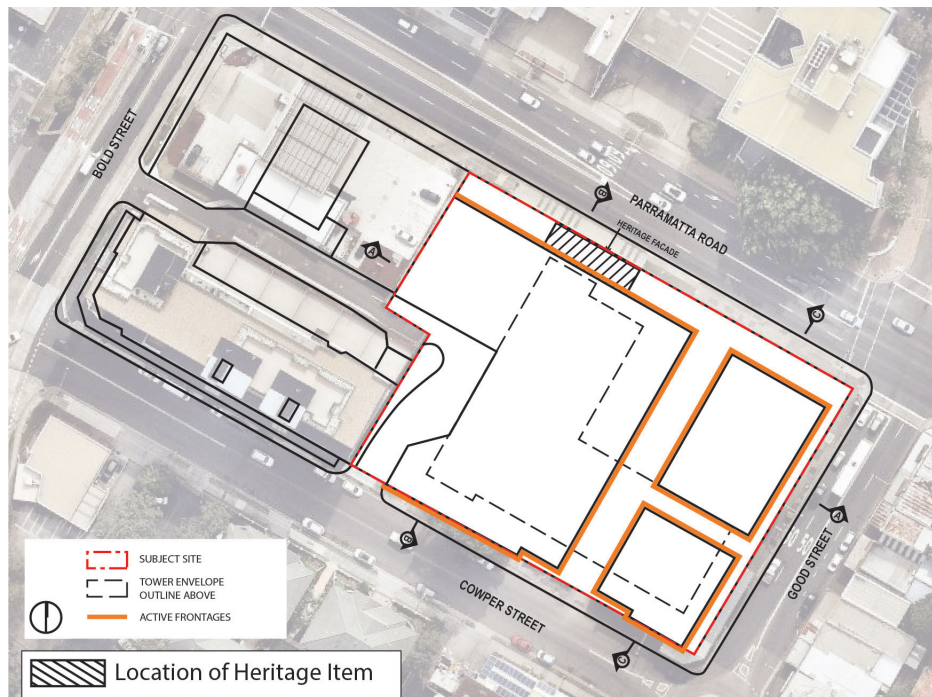 BOLD STREET
B
PARRAMATTA ROAD
HERITAGE FACADE
A
C
A
GOOD STREET
B
COWPER STREET
C
SUBJECT SITE
TOWER ENVELOPE
OUTLINE ABOVE
ACTIVE FRONTAGES
Location of Heritage Item